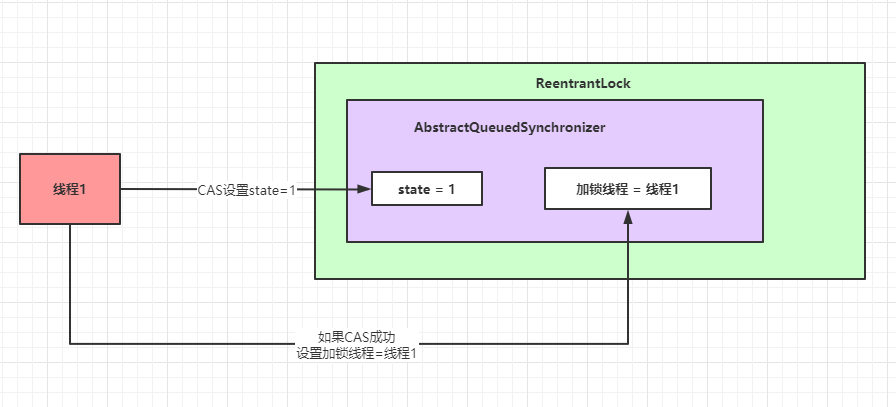 ReentrantLock
AbstractQueuedSynchronizer
线程1
CAS设置state=1
state = 1
加锁线程 = 线程1
如果CAS成功
设置加锁线程=线程1